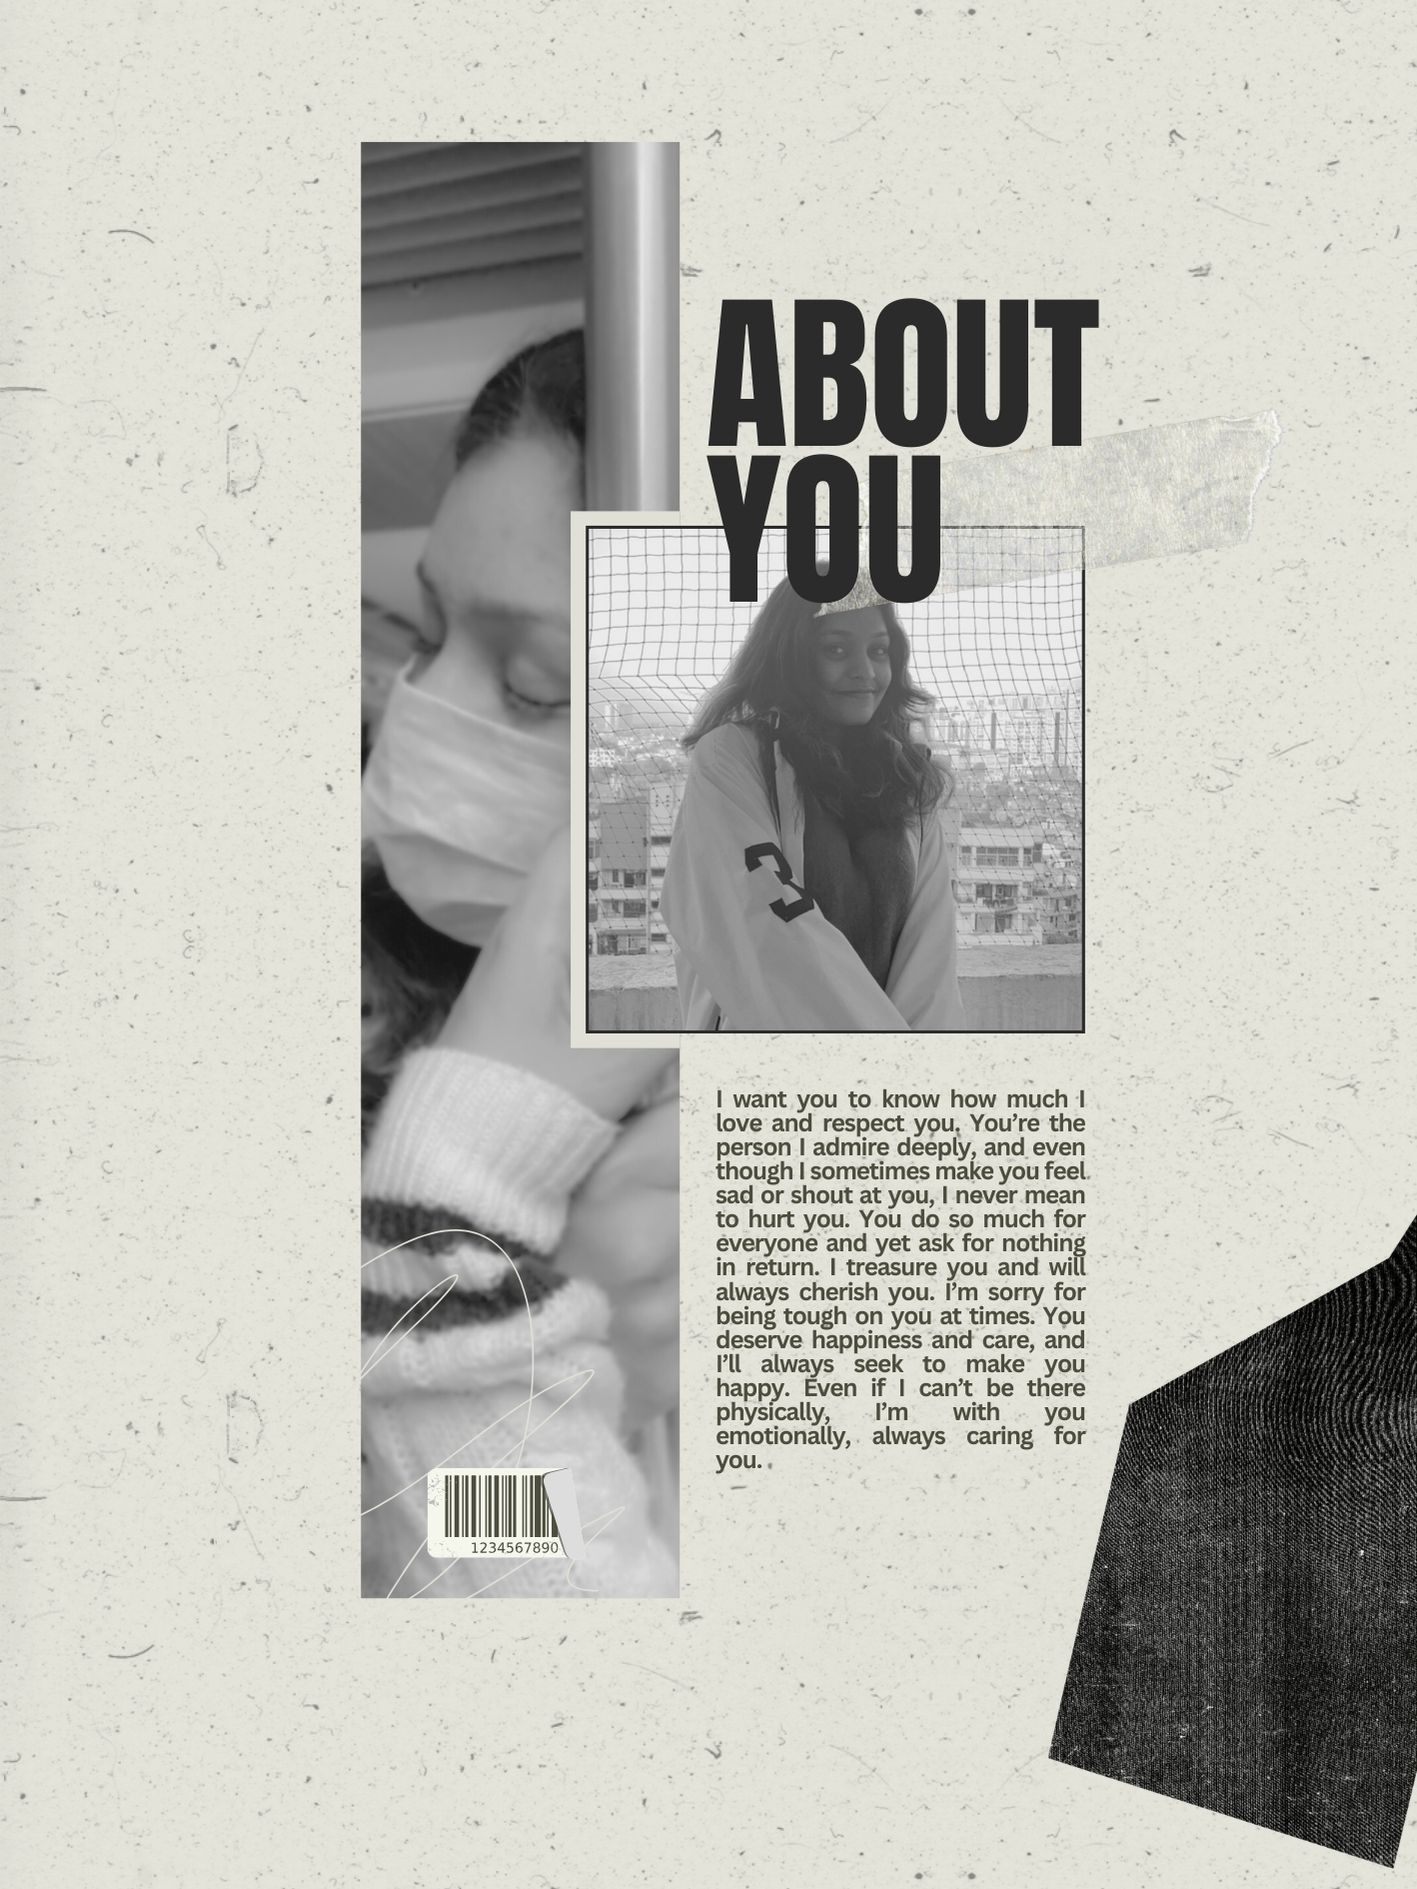 ABOUT
YOU
3
I want you to know how much I
love and respect you. You’re the
person I admire deeply, and even
though I sometimes make you feel
sad or shout at you, I never mean
to hurt you. You do so much for
everyone and yet ask for nothing
in return. I treasure you and will
always cherish you. I’m sorry for
being tough on you at times. You
deserve happiness and care, and
I’ll always seek to make you
happy. Even if I can’t be there
physically, I’m with you
emotionally, always caring for
you.
1234567890